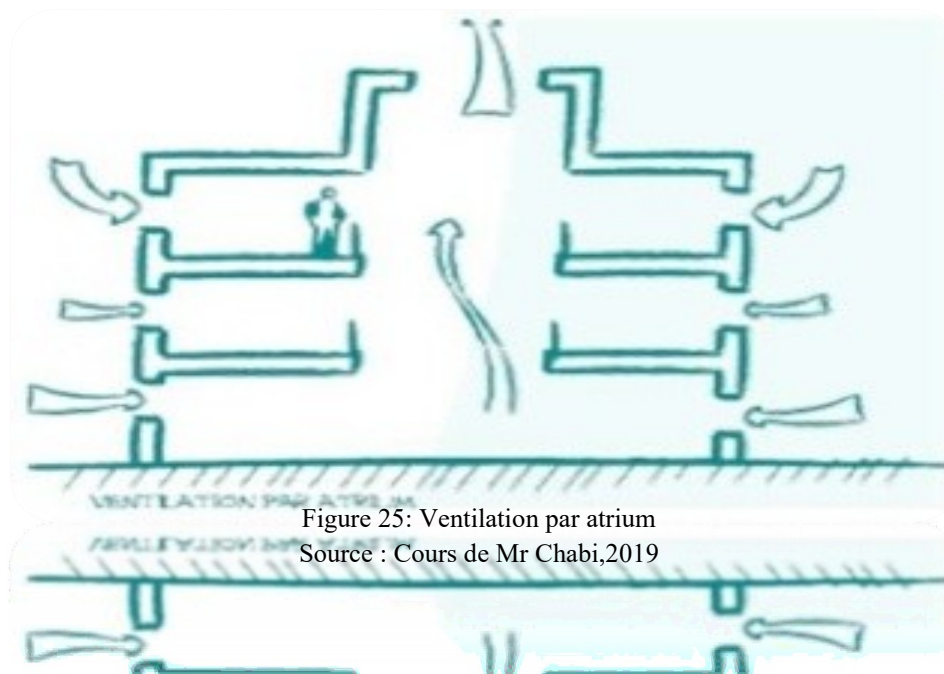 VENTILATION PAR ATRIUM
Figure 25: Ventilation par atrium
Source : Cours de Mr Chabi,2019